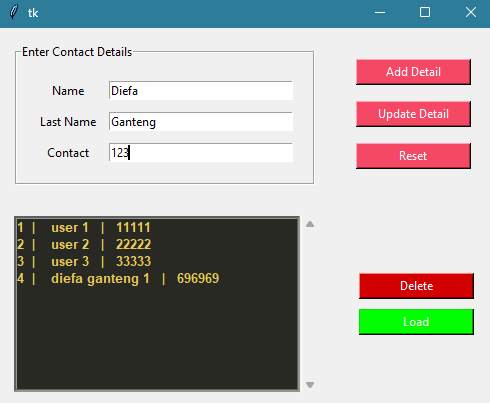 tk
Enter Contact Details
Name Diefa
Last Name Ganteng
Contact 123
Add Detail
Update Detail
Reset
1 | user 1 | 11111
2 | user 2 | 22222
3 | user 3 | 33333
4 | diefa ganteng 1 | 696969
Delete
Load